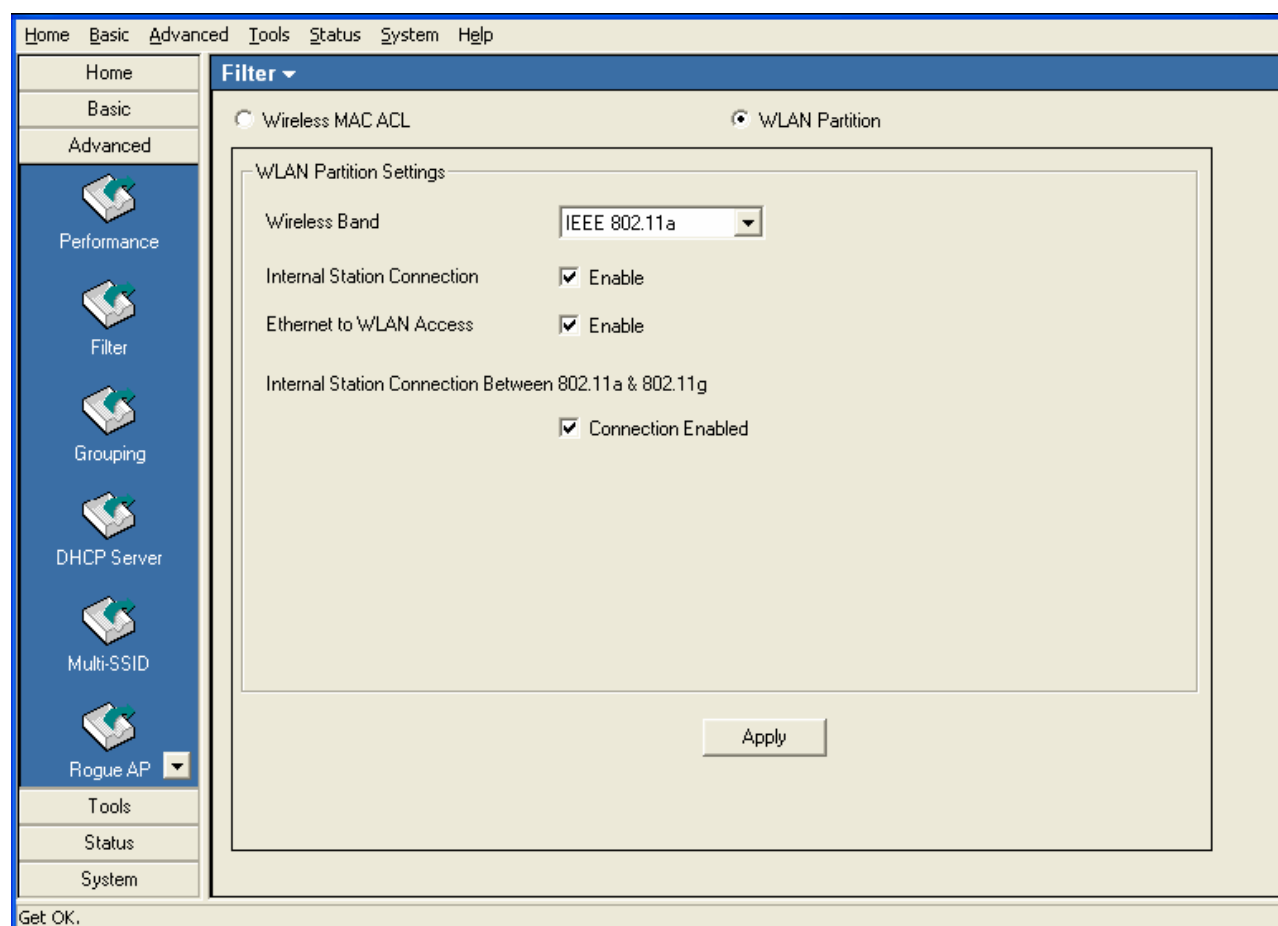 Home Basic Advanced Tools Status System Help
Home
Basic
Advanced
Performance
Filter
Grouping
DHCP Server
Multi-SSID
Rogue AP
Tools
Status
System
Filter
Wireless MAC ACL WLAN Partition
WLAN Partition Settings
Wireless Band IEEE 802.11a
Internal Station Connection Enable
Ethernet to WLAN Access Enable
Internal Station Connection Between 802.11a & 802.11g
Connection Enabled
Apply
Get OK.